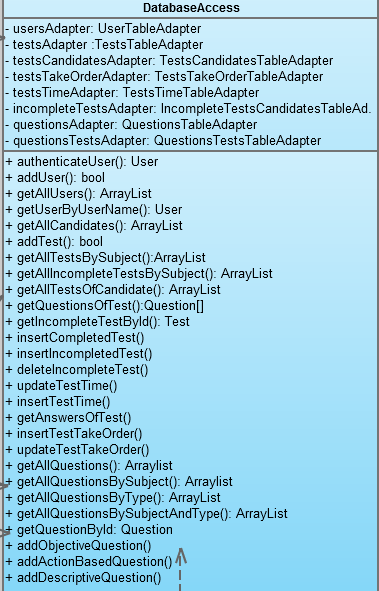 DatabaseAccess
- usersAdapter: UserTableAdapter
- testsAdapter :TestsTableAdapter
- testsCandidatesAdapter: TestsCandidatesTableAdapter
- testsTakeOrderAdapter: TestsTakeOrderTableAdapter
- testsTimeAdapter: TestsTimeTableAdapter
- incompleteTestsAdapter: IncompleteTestsCandidatesTableAd.
- questionsAdapter: QuestionsTableAdapter
- questionsTestsAdapter: QuestionsTestsTableAdapter
+ authenticateUser(): User
+ addUser(): bool
+ getAllUsers(): ArrayList
+ getUserByUserName(): User
+ getAllCandidates(): ArrayList
+ addTest(): bool
+ getAllTestsBySubject():ArrayList
+ getAllIncompleteTestsBySubject(): ArrayList
+ getAllTestsOfCandidate(): ArrayList
+ getQuestionsOfTest():Question[]
+ getIncompleteTestById(): Test
+ insertCompletedTest()
+ insertIncompletedTest()
+ deleteIncompleteTest()
+ updateTestTime()
+ insertTestTime()
+ getAnswersOfTest()
+ insertTestTakeOrder()
+ updateTestTakeOrder()
+ getAllQuestions(): Arraylist
+ getAllQuestionsBySubject(): Arraylist
+ getAllQuestionsByType(): ArrayList
+ getAllQuestionsBySubjectAndType(): ArrayList
+ getQuestionById: Question
+ addObjectiveQuestion()
+ addActionBasedQuestion()
+ addDescriptiveQuestion()